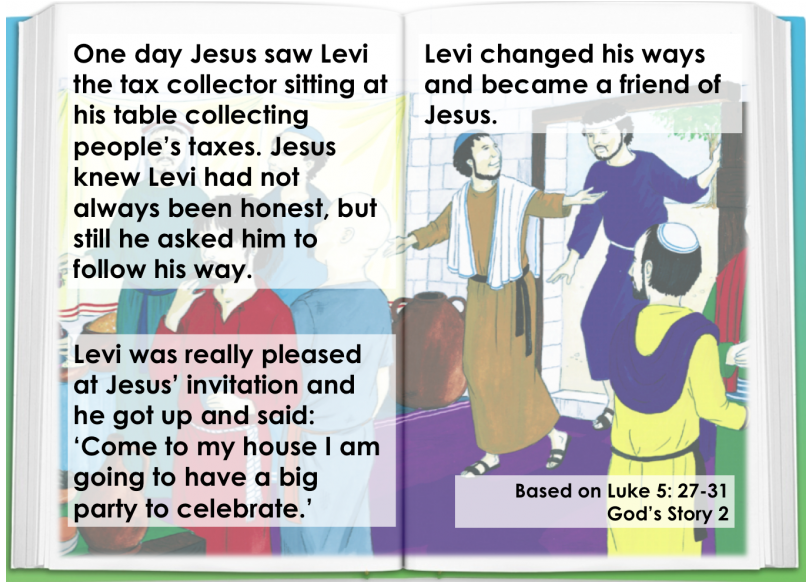 One day Jesus saw Levi
the tax collector sitting at
his table collecting
people’s taxes. Jesus
knew Levi had not
always been honest, but
still he asked him to
follow his way.
Levi was really pleased
at Jesus’ invitation and
he got up and said:
‘Come to my house I am
going to have a big
party to celebrate.’
Levi changed his ways
and became a friend of
Jesus.
Based on Luke 5: 27-31
God’s Story 2